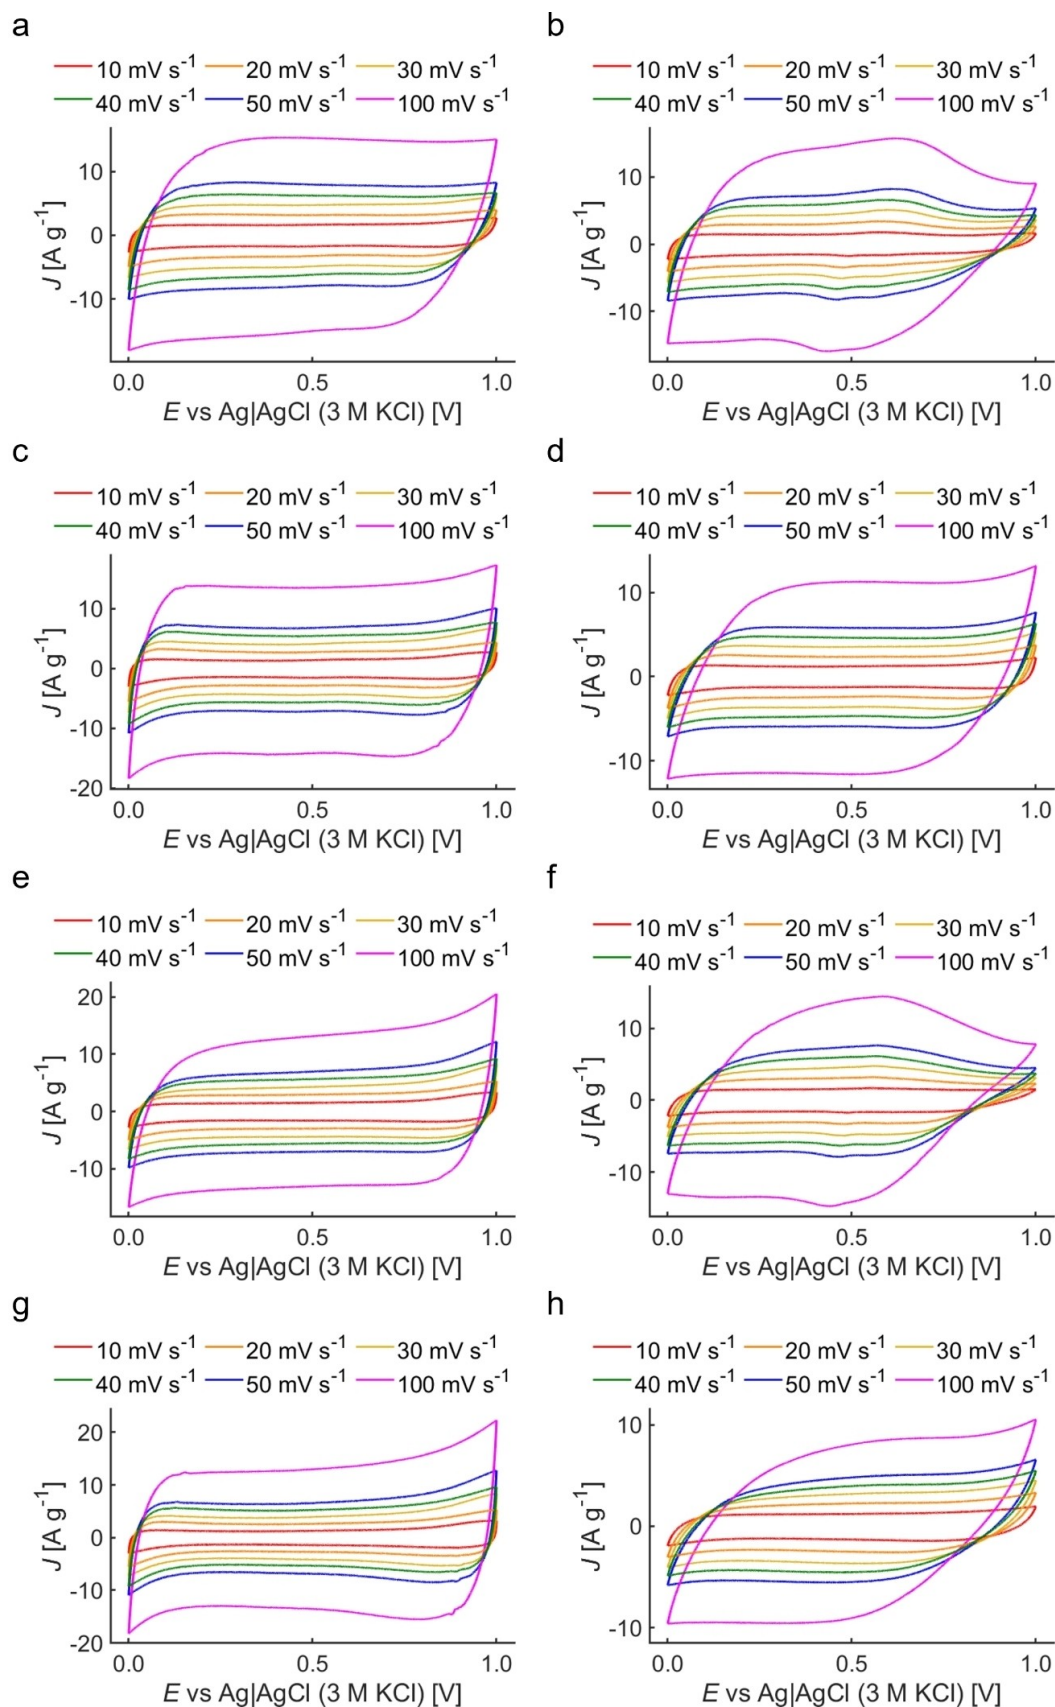 a
10 mV s⁻¹ 20 mV s⁻¹ 30 mV s⁻¹
40 mV s⁻¹ 50 mV s⁻¹ 100 mV s⁻¹
10
0
-10
J [A g⁻¹]
0.0 0.5 1.0
E vs Ag|AgCl (3 M KCl) [V]
b
10 mV s⁻¹ 20 mV s⁻¹ 30 mV s⁻¹
40 mV s⁻¹ 50 mV s⁻¹ 100 mV s⁻¹
10
0
-10
J [A g⁻¹]
0.0 0.5 1.0
E vs Ag|AgCl (3 M KCl) [V]
c
10 mV s⁻¹ 20 mV s⁻¹ 30 mV s⁻¹
40 mV s⁻¹ 50 mV s⁻¹ 100 mV s⁻¹
10
0
-10
-20
J [A g⁻¹]
0.0 0.5 1.0
E vs Ag|AgCl (3 M KCl) [V]
d
10 mV s⁻¹ 20 mV s⁻¹ 30 mV s⁻¹
40 mV s⁻¹ 50 mV s⁻¹ 100 mV s⁻¹
10
0
-10
J [A g⁻¹]
0.0 0.5 1.0
E vs Ag|AgCl (3 M KCl) [V]
e
10 mV s⁻¹ 20 mV s⁻¹ 30 mV s⁻¹
40 mV s⁻¹ 50 mV s⁻¹ 100 mV s⁻¹
20
10
0
-10
J [A g⁻¹]
0.0 0.5 1.0
E vs Ag|AgCl (3 M KCl) [V]
f
10 mV s⁻¹ 20 mV s⁻¹ 30 mV s⁻¹
40 mV s⁻¹ 50 mV s⁻¹ 100 mV s⁻¹
10
0
-10
J [A g⁻¹]
0.0 0.5 1.0
E vs Ag|AgCl (3 M KCl) [V]
g
10 mV s⁻¹ 20 mV s⁻¹ 30 mV s⁻¹
40 mV s⁻¹ 50 mV s⁻¹ 100 mV s⁻¹
20
10
0
-10
-20
J [A g⁻¹]
0.0 0.5 1.0
E vs Ag|AgCl (3 M KCl) [V]
h
10 mV s⁻¹ 20 mV s⁻¹ 30 mV s⁻¹
40 mV s⁻¹ 50 mV s⁻¹ 100 mV s⁻¹
10
0
-10
J [A g⁻¹]
0.0 0.5 1.0
E vs Ag|AgCl (3 M KCl) [V]